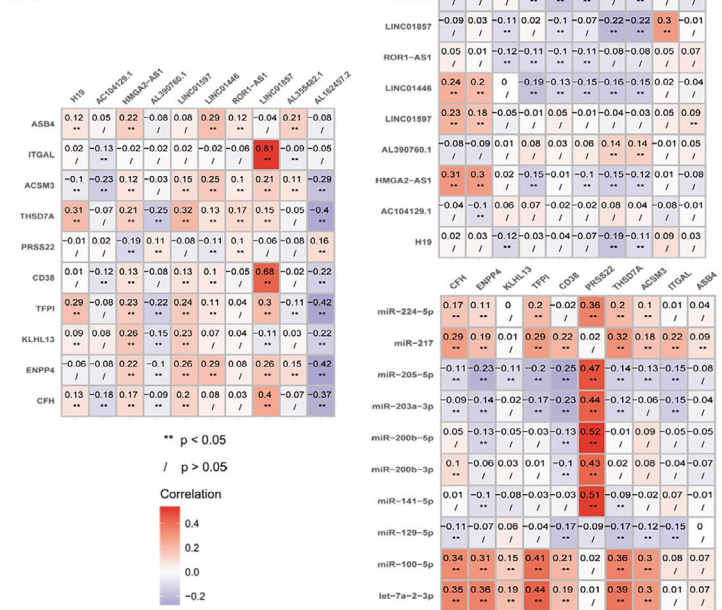 H19 AC104129.1 HMGA2−AS1 AL390760.1 LINC01597 LINC01446 ROR1−AS1 LINC01857 AL355482.1 AL162457.2
ASB4 0.12 0.05 0.22 −0.08 0.08 0.29 0.12 −0.04 0.21 −0.08
** / ** / / ** ** / ** /
ITGAL 0.02 −0.13 −0.02 −0.02 0.02 −0.02 −0.06 0.81 −0.09 −0.05
/ ** / / / / / ** ** /
ACSM3 −0.1 −0.23 0.12 −0.03 0.15 0.25 0.1 0.21 0.11 −0.29
** ** ** / ** ** ** ** ** **
THSD7A 0.31 −0.07 0.21 −0.25 0.32 0.13 0.17 0.15 −0.05 −0.4
** / ** ** ** ** ** ** / **
PRSS22 −0.01 0.02 −0.19 0.11 −0.08 −0.11 0.1 −0.06 −0.08 0.16
/ / ** ** / ** ** / / **
CD38 0.01 −0.12 0.13 −0.08 0.13 0.1 −0.05 0.68 −0.02 −0.22
/ ** ** / ** ** / ** / **
TFPI 0.29 −0.08 0.23 −0.22 0.24 0.11 0.04 0.3 −0.11 −0.42
** / ** ** ** ** / ** ** **
KLHL13 0.09 0.08 0.26 −0.15 0.23 0.07 0.04 −0.11 0.03 −0.22
** / ** ** ** / / ** / **
ENPP4 −0.06 −0.08 0.22 −0.1 0.26 0.29 0.08 0.26 0.15 −0.42
/ / ** ** ** ** / ** ** **
CFH 0.13 −0.18 0.17 −0.09 0.2 0.08 0.03 0.4 −0.07 −0.37
** ** ** ** ** / / ** / **
** p < 0.05
/ p > 0.05
Correlation
0.4
0.2
0.0
−0.2
LINC01857 −0.09 0.03 −0.11 0.02 −0.1 −0.07 −0.22 −0.22 0.3 −0.01
/ / ** / ** / ** ** ** /
ROR1−AS1 0.05 0.01 −0.12 −0.11 −0.11 −0.11 −0.08 −0.08 0.05 0.07
/ / ** ** ** ** / / / /
LINC01446 0.24 0.2 0 −0.19 −0.13 −0.15 −0.16 −0.15 0.02 −0.04
** ** / ** ** ** ** ** / /
LINC01597 0.23 0.18 −0.01 0.05 −0.01 −0.05 −0.04 −0.03 0.05 0.09
** ** / / / / / / / **
AL390760.1 −0.08 −0.09 0.01 0.08 0.03 0.06 0.14 0.14 −0.01 0.05
/ / / / / / ** ** / /
HMGA2−AS1 0.31 0.3 0.02 −0.15 −0.01 −0.1 −0.15 −0.12 0.01 −0.08
** ** / ** / ** ** ** / /
AC104129.1 −0.04 −0.1 0.06 0.07 −0.02 −0.02 0.08 0.04 −0.08 −0.01
/ ** / / / / / / / /
H19 0.02 0.03 −0.12 −0.03 −0.04 −0.07 −0.19 −0.11 0.09 0.03
/ / ** / / / ** ** / /
CFH ENPP4 KLHL13 TFPI CD38 PRSS22 THSD7A ACSM3 ITGAL ASB4
miR−224−5p 0.17 0.11 0 0.2 −0.02 0.36 0.2 0.1 0.01 0.04
** ** / ** / ** ** ** / /
miR−217 0.29 0.19 0.01 0.29 0.22 0.02 0.32 0.18 0.22 0.09
** ** / ** ** / ** ** ** **
miR−205−5p −0.11 −0.23 −0.11 −0.2 −0.25 0.47 −0.14 −0.13 −0.15 −0.08
** ** ** ** ** ** ** ** ** /
miR−203a−3p −0.09 −0.14 −0.02 −0.17 −0.23 0.44 −0.12 −0.06 −0.15 −0.04
** ** / ** ** ** ** / ** /
miR−200b−5p 0.05 −0.13 −0.05 −0.03 −0.13 0.52 −0.01 0.09 −0.05 −0.05
/ ** / / ** ** / / / /
miR−200b−3p 0.1 −0.06 0.03 0.01 −0.1 0.43 0.02 0.08 −0.04 −0.07
** / / / ** ** / / / /
miR−141−5p 0.01 −0.1 −0.08 −0.03 −0.03 0.51 −0.09 −0.02 0.07 −0.01
/ ** / / / ** ** / / /
miR−129−5p −0.11 −0.07 0.06 −0.04 −0.17 −0.09 −0.17 −0.12 −0.15 0
** / / / ** / ** ** ** /
miR−100−5p 0.34 0.31 0.15 0.41 0.21 0.02 0.36 0.3 0.08 0.07
** ** ** ** ** / ** ** / /
let−7a−2−3p 0.35 0.36 0.19 0.44 0.19 0.01 0.39 0.3 0.01 0.07
** ** ** ** ** / ** ** / /